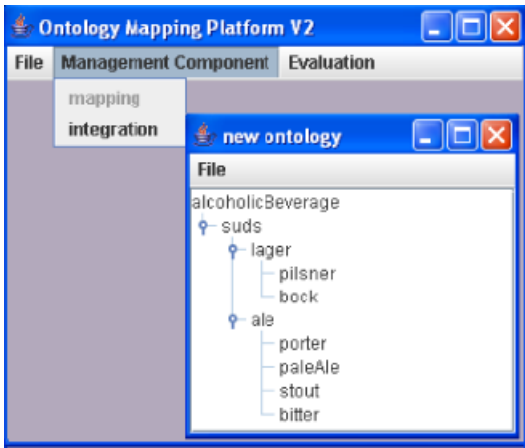 Ontology Mapping Platform V2
File Management Component Evaluation
mapping
integration
new ontology
File
alcoholicBeverage
suds
lager
pilsner
bock
ale
porter
paleAle
stout
bitter